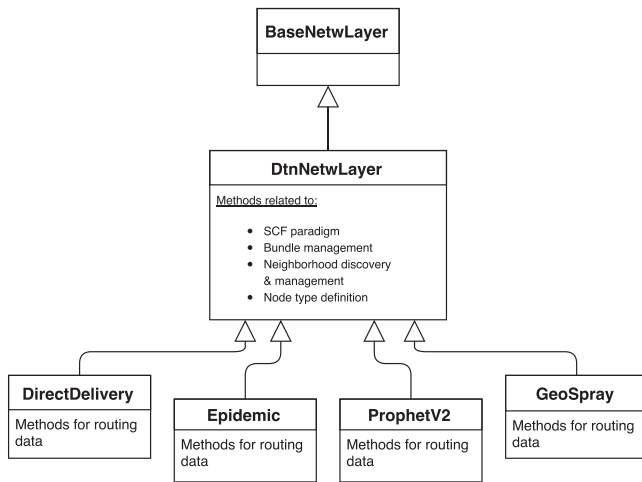 BaseNetwLayer
DtnNetwLayer
Methods related to:
• SCF paradigm
• Bundle management
• Neighborhood discovery
& management
• Node type definition
DirectDelivery
Methods for routing
data
Epidemic
Methods for routing
data
ProphetV2
Methods for routing
data
GeoSpray
Methods for routing
data